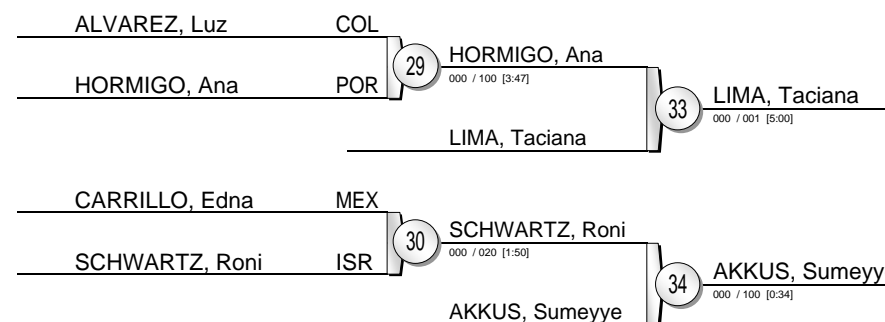 ALVAREZ, Luz COL
29
HORMIGO, Ana
000 / 100 [3:47]
HORMIGO, Ana POR
33
LIMA, Taciana
000 / 001 [5:00]
LIMA, Taciana
CARRILLO, Edna MEX
30
SCHWARTZ, Roni
000 / 020 [1:50]
SCHWARTZ, Roni ISR
34
AKKUS, Sumeyy
000 / 100 [0:34]
AKKUS, Sumeyye